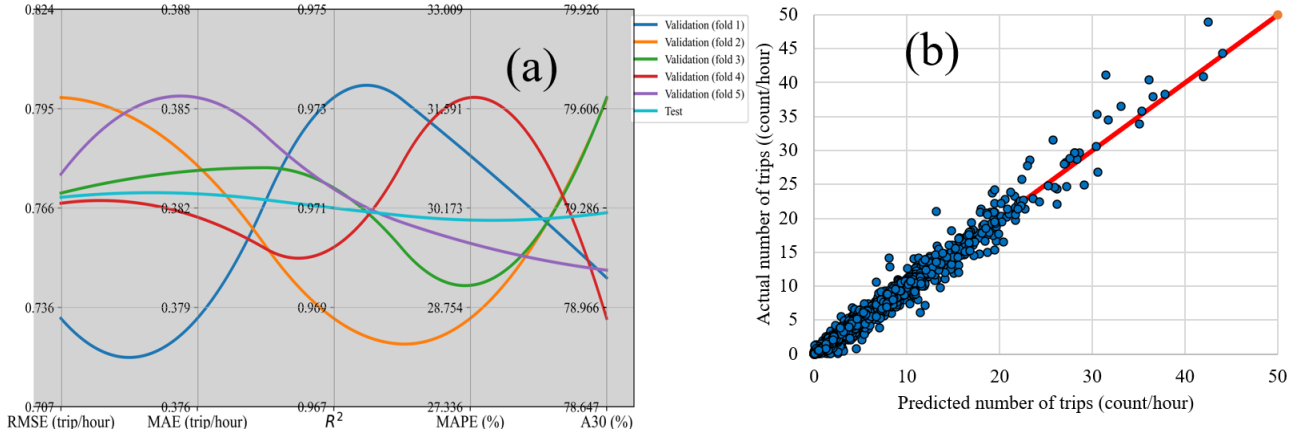 0.824 0.388 0.975 33.009 79.926
Validation (fold 1)
Validation (fold 2)
Validation (fold 3)
Validation (fold 4)
Validation (fold 5)
Test
(a)
0.795 0.385 0.973 31.591 79.606
0.766 0.382 0.971 30.173 79.286
0.736 0.379 0.969 28.754 78.966
0.707 0.376 0.967 27.336 78.647
RMSE (trip/hour) MAE (trip/hour) R² MAPE (%) A30 (%)
(b)
Actual number of trips ((count/hour)
50
45
40
35
30
25
20
15
10
5
0
0 10 20 30 40 50
Predicted number of trips (count/hour)